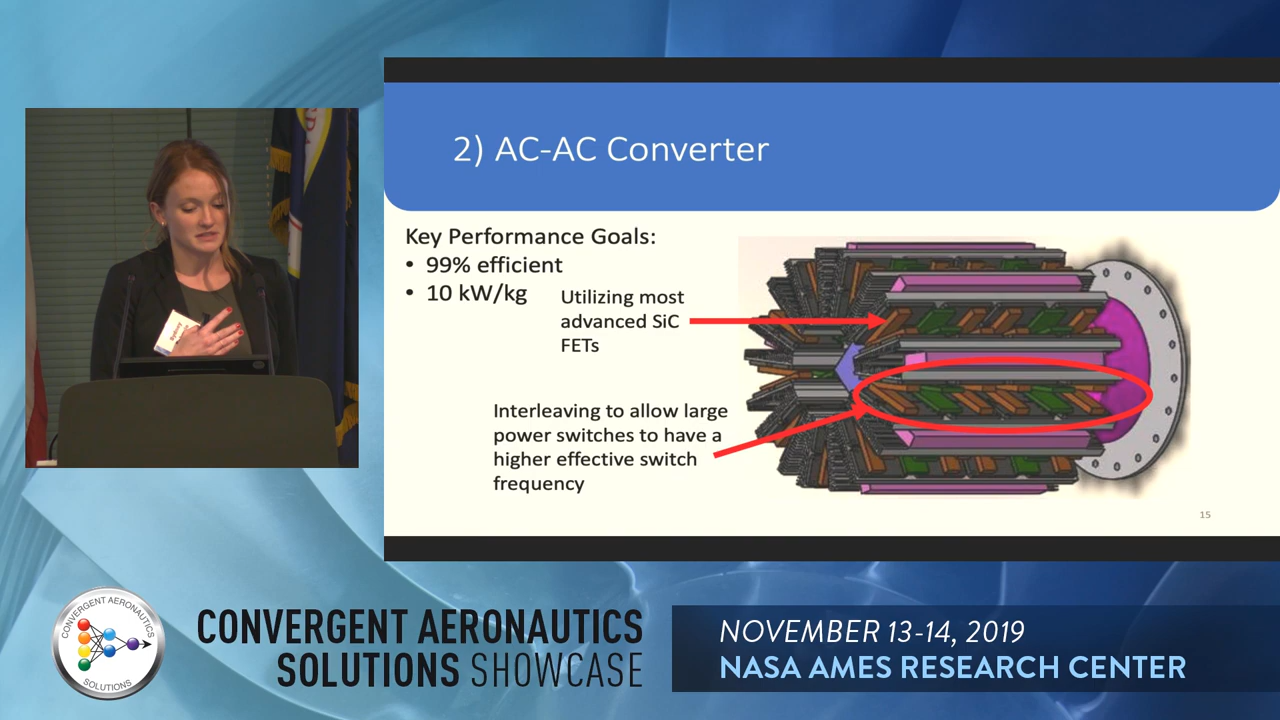 2) AC-AC Converter
Key Performance Goals:
• 99% efficient
• 10 kW/kg
Utilizing most
advanced SiC
FETs
Interleaving to allow large
power switches to have a
higher effective switch
frequency
15
CONVERGENT AERONAUTICS
SOLUTIONS
CONVERGENT AERONAUTICS
SOLUTIONS SHOWCASE
NOVEMBER 13-14, 2019
NASA AMES RESEARCH CENTER